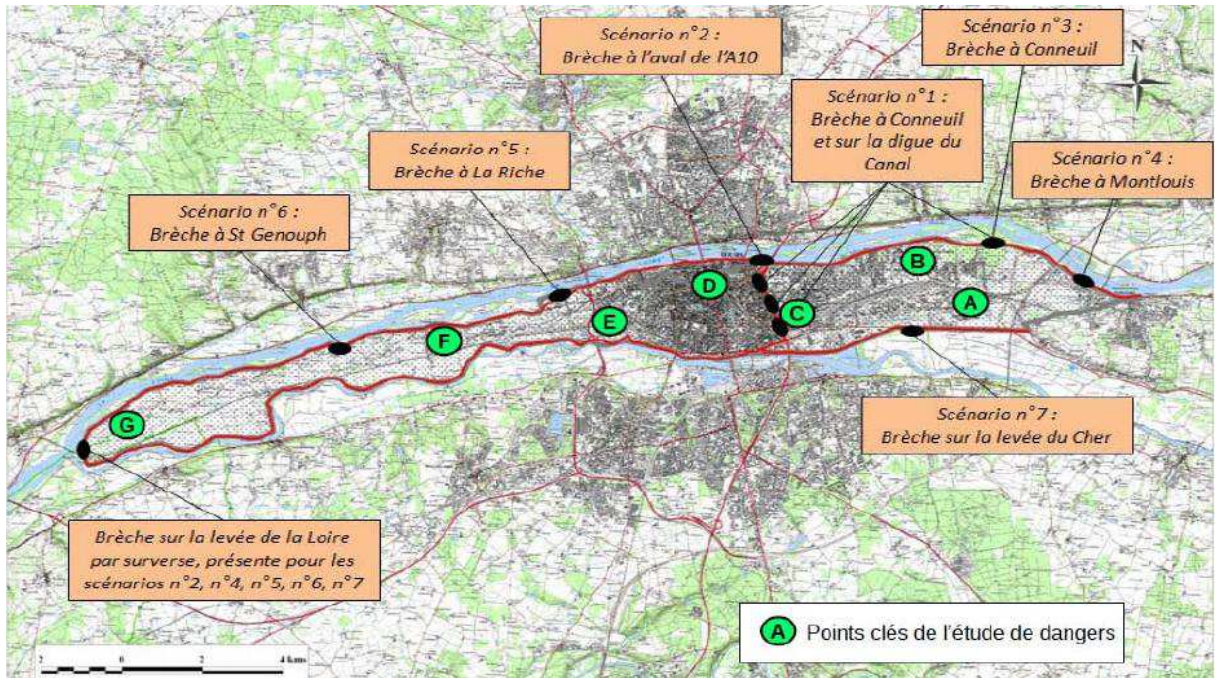 Scénario n°2 :
Brèche à l'aval de l'A10
Scénario n°3 :
Brèche à Conneuil
N
Scénario n°1 :
Brèche à Conneuil
et sur la digue du
Canal
Scénario n°5 :
Brèche à La Riche
Scénario n°4 :
Brèche à Montlouis
Scénario n°6 :
Brèche à St Genouph
B
D
A
C
E
F
G
Scénario n°7 :
Brèche sur la levée du Cher
Brèche sur la levée de la Loire
par surverse, présente pour les
scénarios n°2, n°4, n°5, n°6, n°7
A Points clés de l'étude de dangers
2 0 2 4 kms